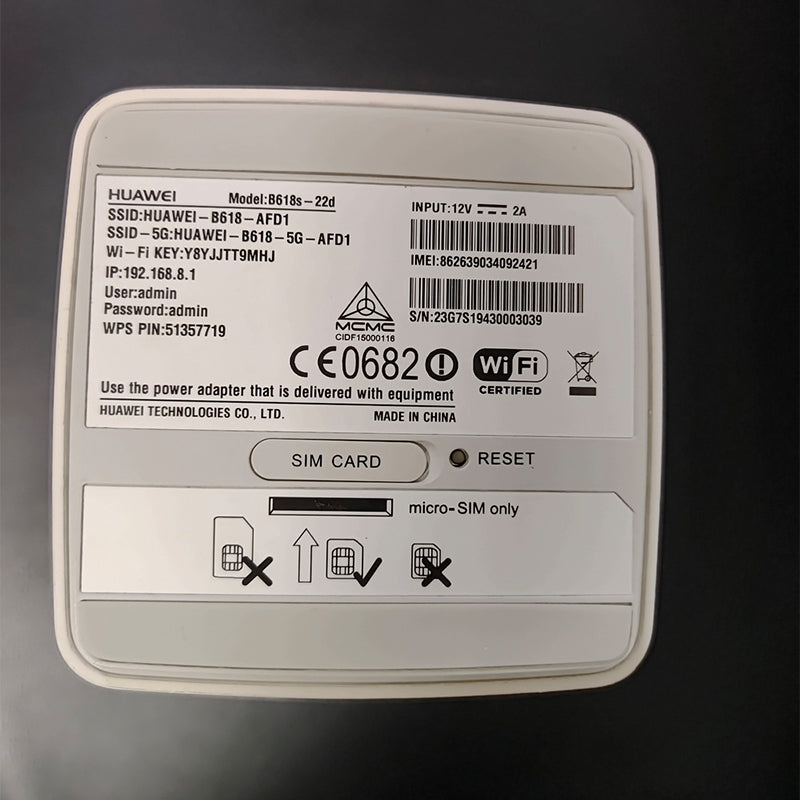 HUAWEI Model:B618s-22d
SSID:HUAWEI-B618-AFD1
SSID-5G:HUAWEI-B618-5G-AFD1
Wi-Fi KEY:Y8YJJTT9MHJ
IP:192.168.8.1
User:admin
Password:admin
WPS PIN:51357719
INPUT:12V 2A
IMEI:862639034092421
S/N:23G7S19430003039
MCMC
CIDF15000116
CE0682
Wi Fi
CERTIFIED
Use the power adapter that is delivered with equipment
HUAWEI TECHNOLOGIES CO., LTD. MADE IN CHINA
SIM CARD RESET
micro-SIM only